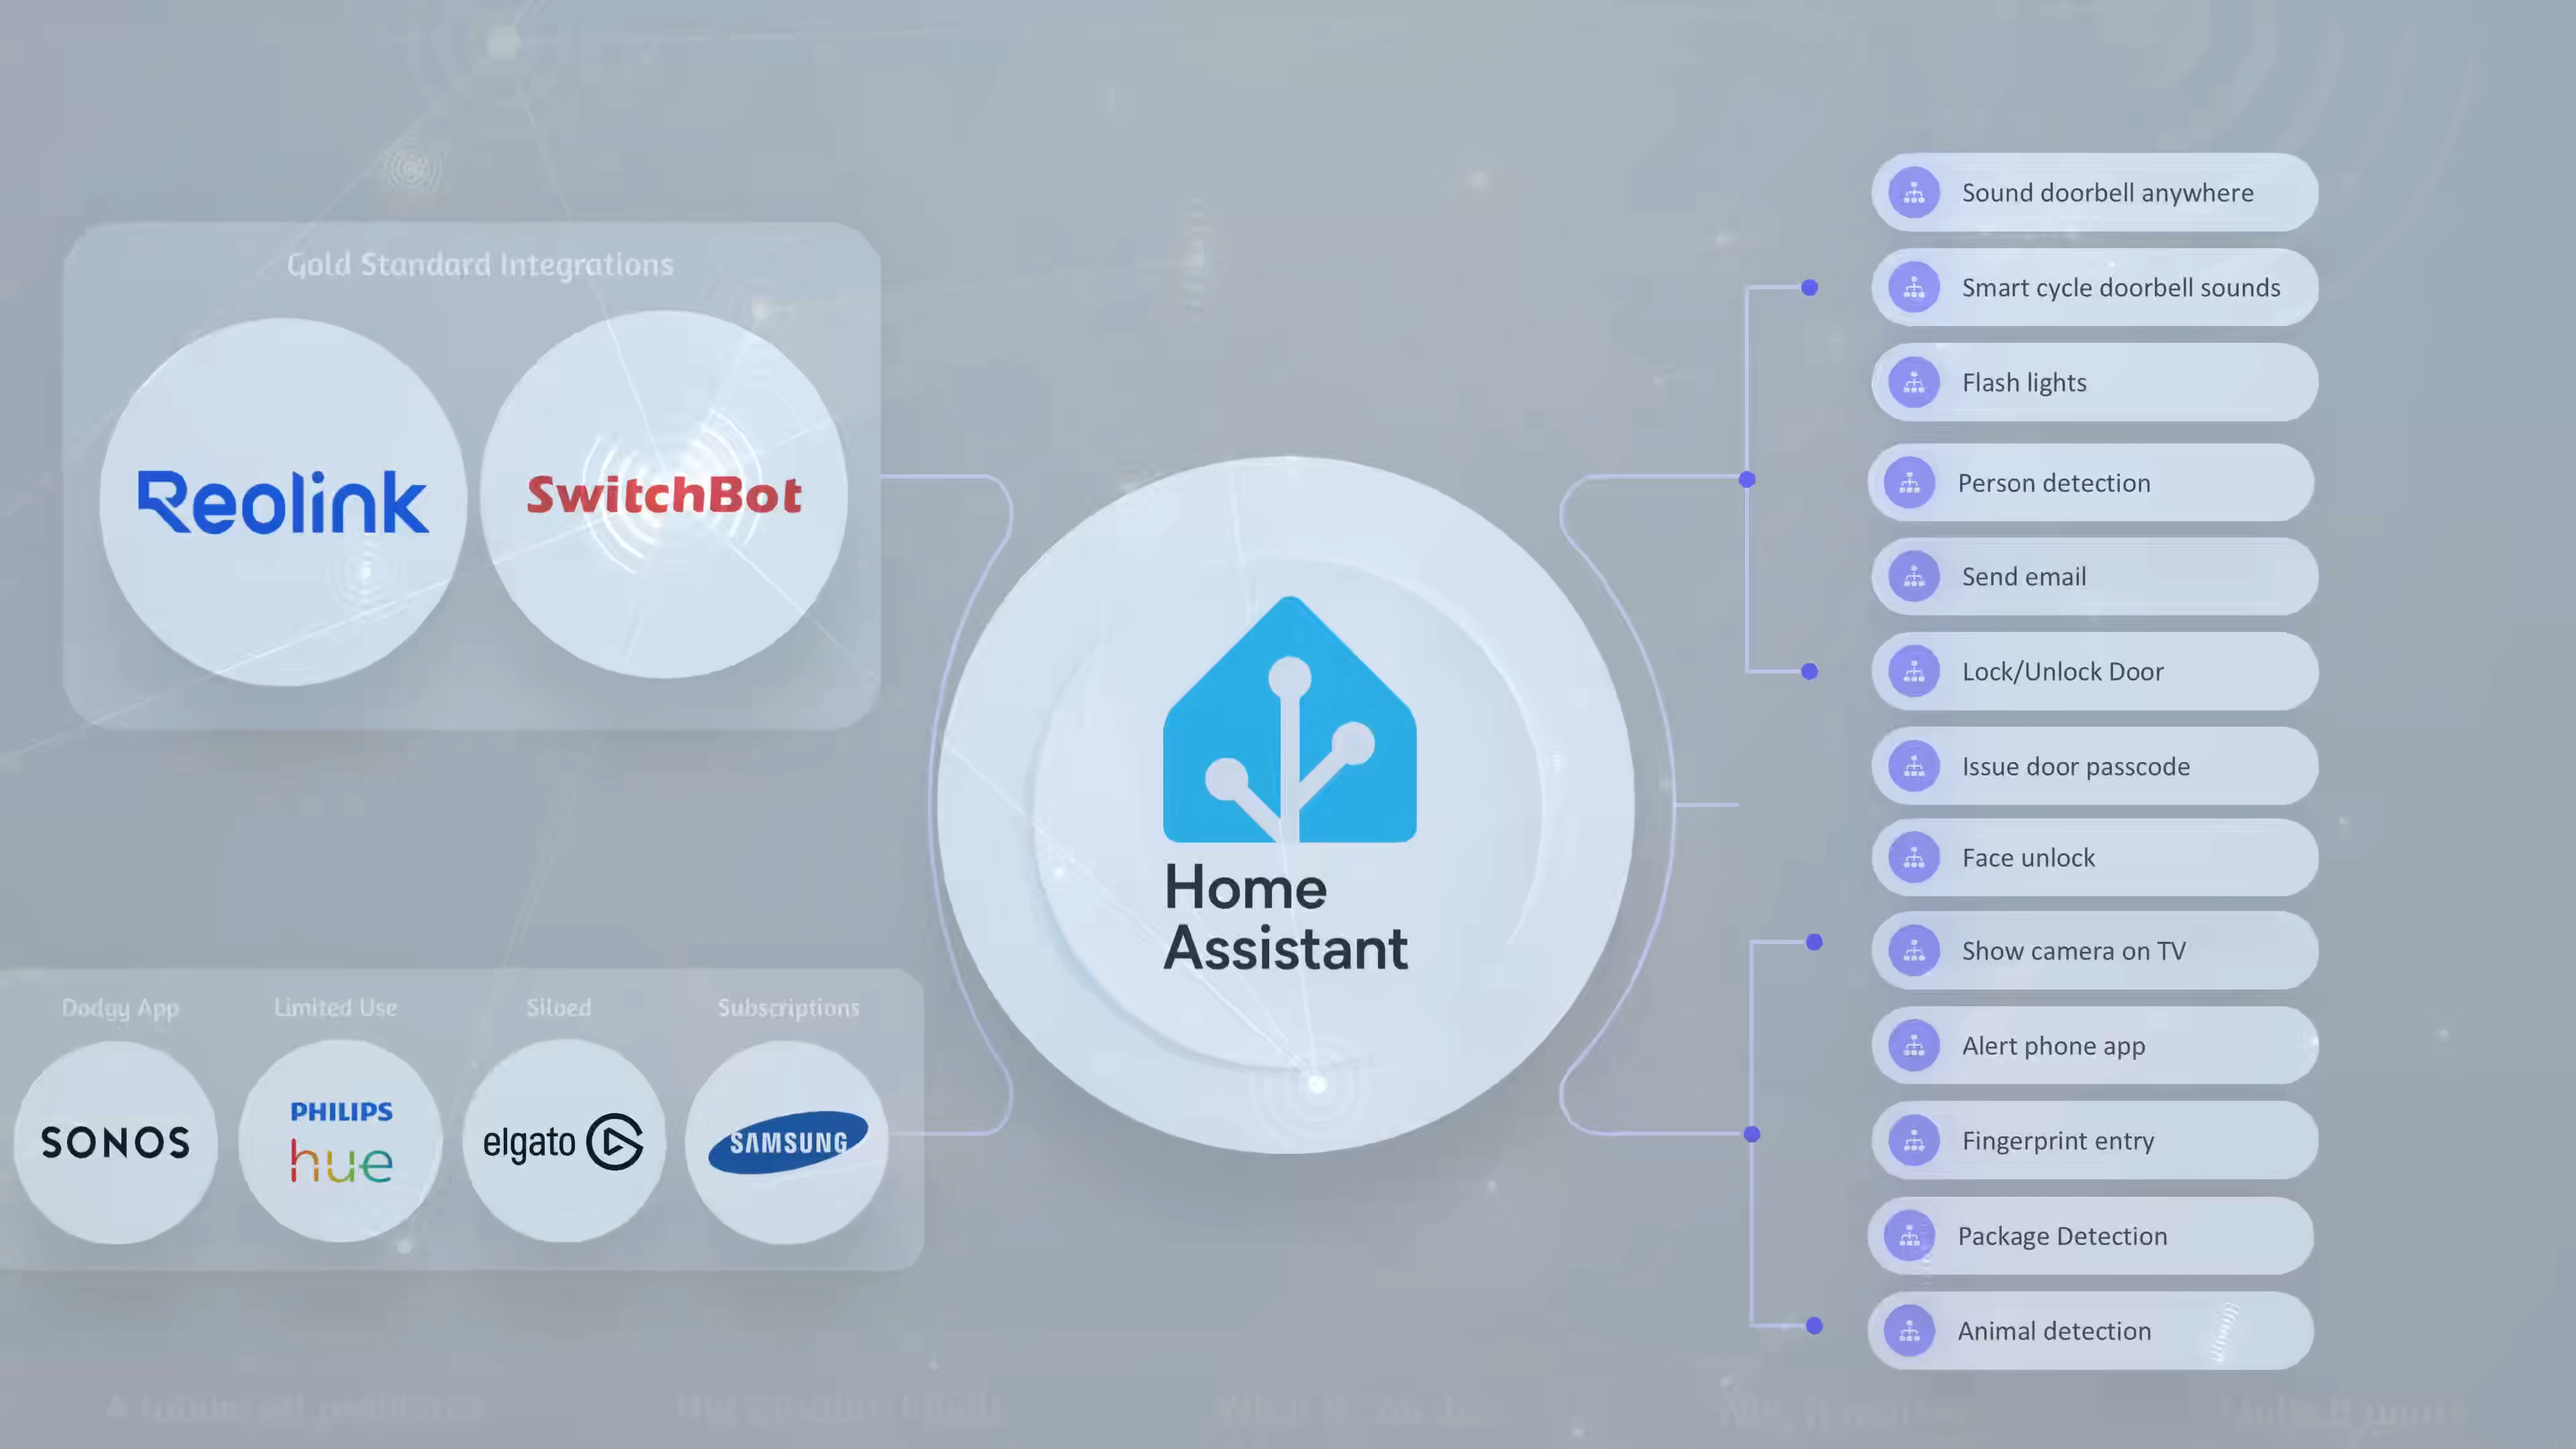 Gold Standard Integrations
Reolink
SwitchBot
Dodgy App
Limited Use
Siloed
Subscriptions
SONOS
PHILIPS
hue
elgato
SAMSUNG
Home
Assistant
Sound doorbell anywhere
Smart cycle doorbell sounds
Flash lights
Person detection
Send email
Lock/Unlock Door
Issue door passcode
Face unlock
Show camera on TV
Alert phone app
Fingerprint entry
Package Detection
Animal detection